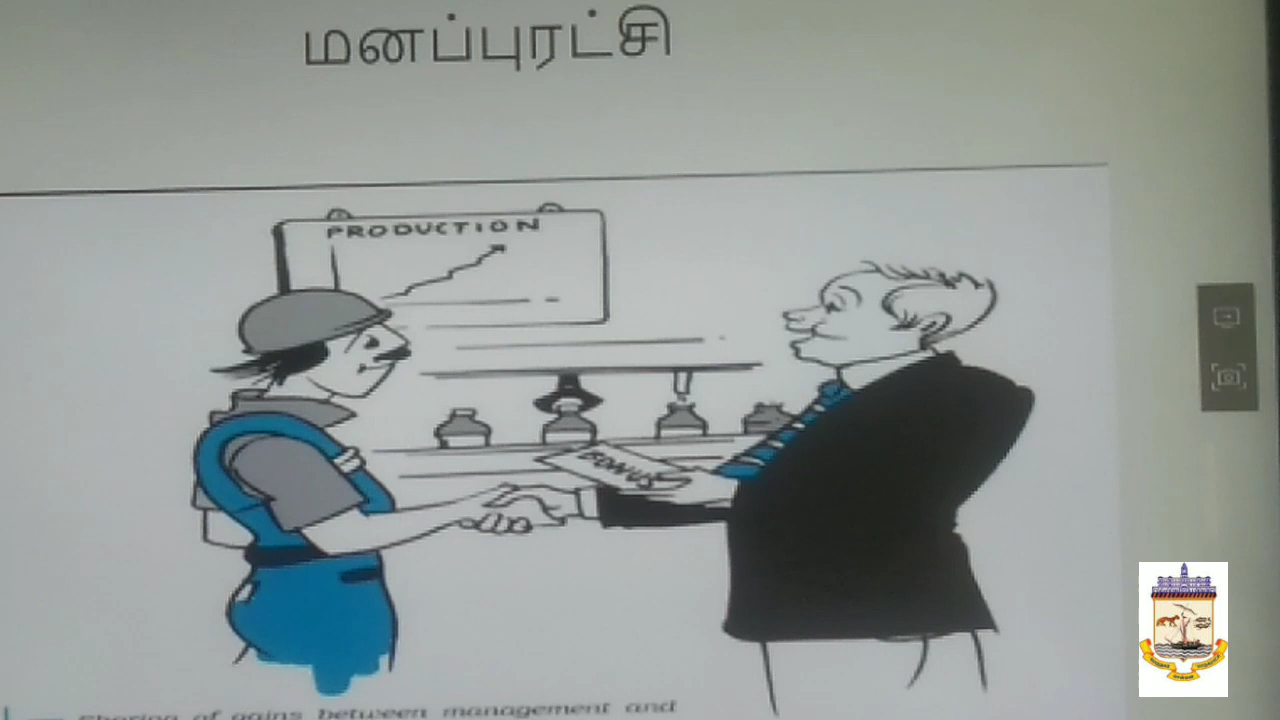 மனப்புரட்சி
PRODUCTION
BONUS
Sharing of gains between management and